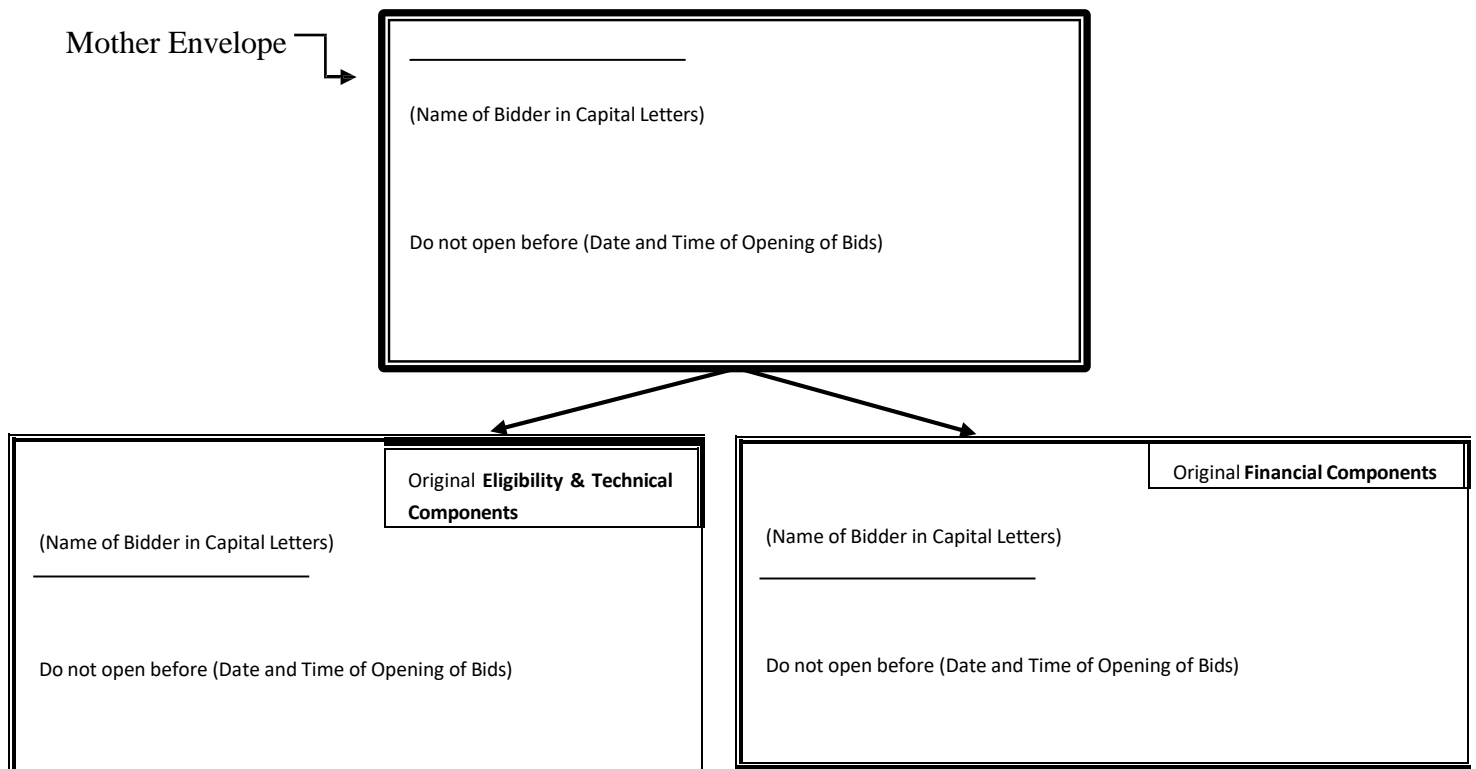 Mother Envelope
(Name of Bidder in Capital Letters)
Do not open before (Date and Time of Opening of Bids)
Original Eligibility & Technical
Components
(Name of Bidder in Capital Letters)
Do not open before (Date and Time of Opening of Bids)
Original Financial Components
(Name of Bidder in Capital Letters)
Do not open before (Date and Time of Opening of Bids)